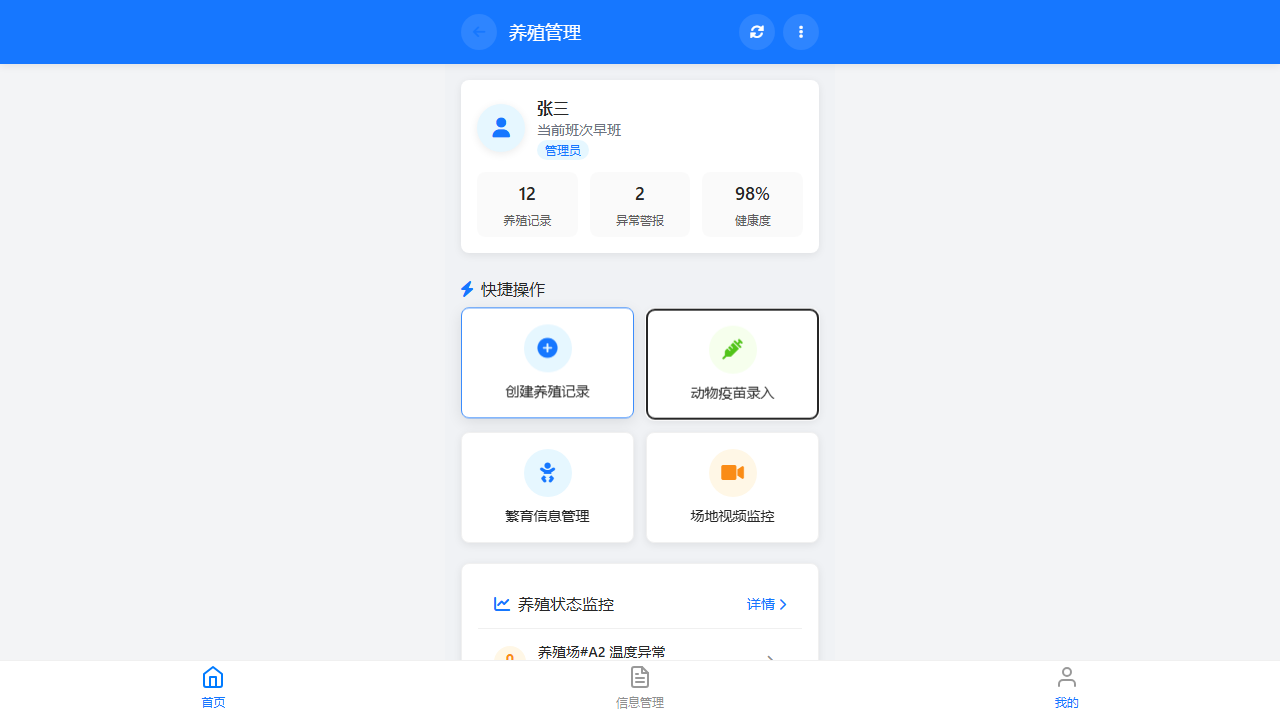 养殖管理
张三
当前班次早班
管理员
12
养殖记录
2
异常警报
98%
健康度
快捷操作
创建养殖记录
动物疫苗录入
繁育信息管理
场地视频监控
养殖状态监控
详情
养殖场#A2 温度异常
首页
信息管理
我的